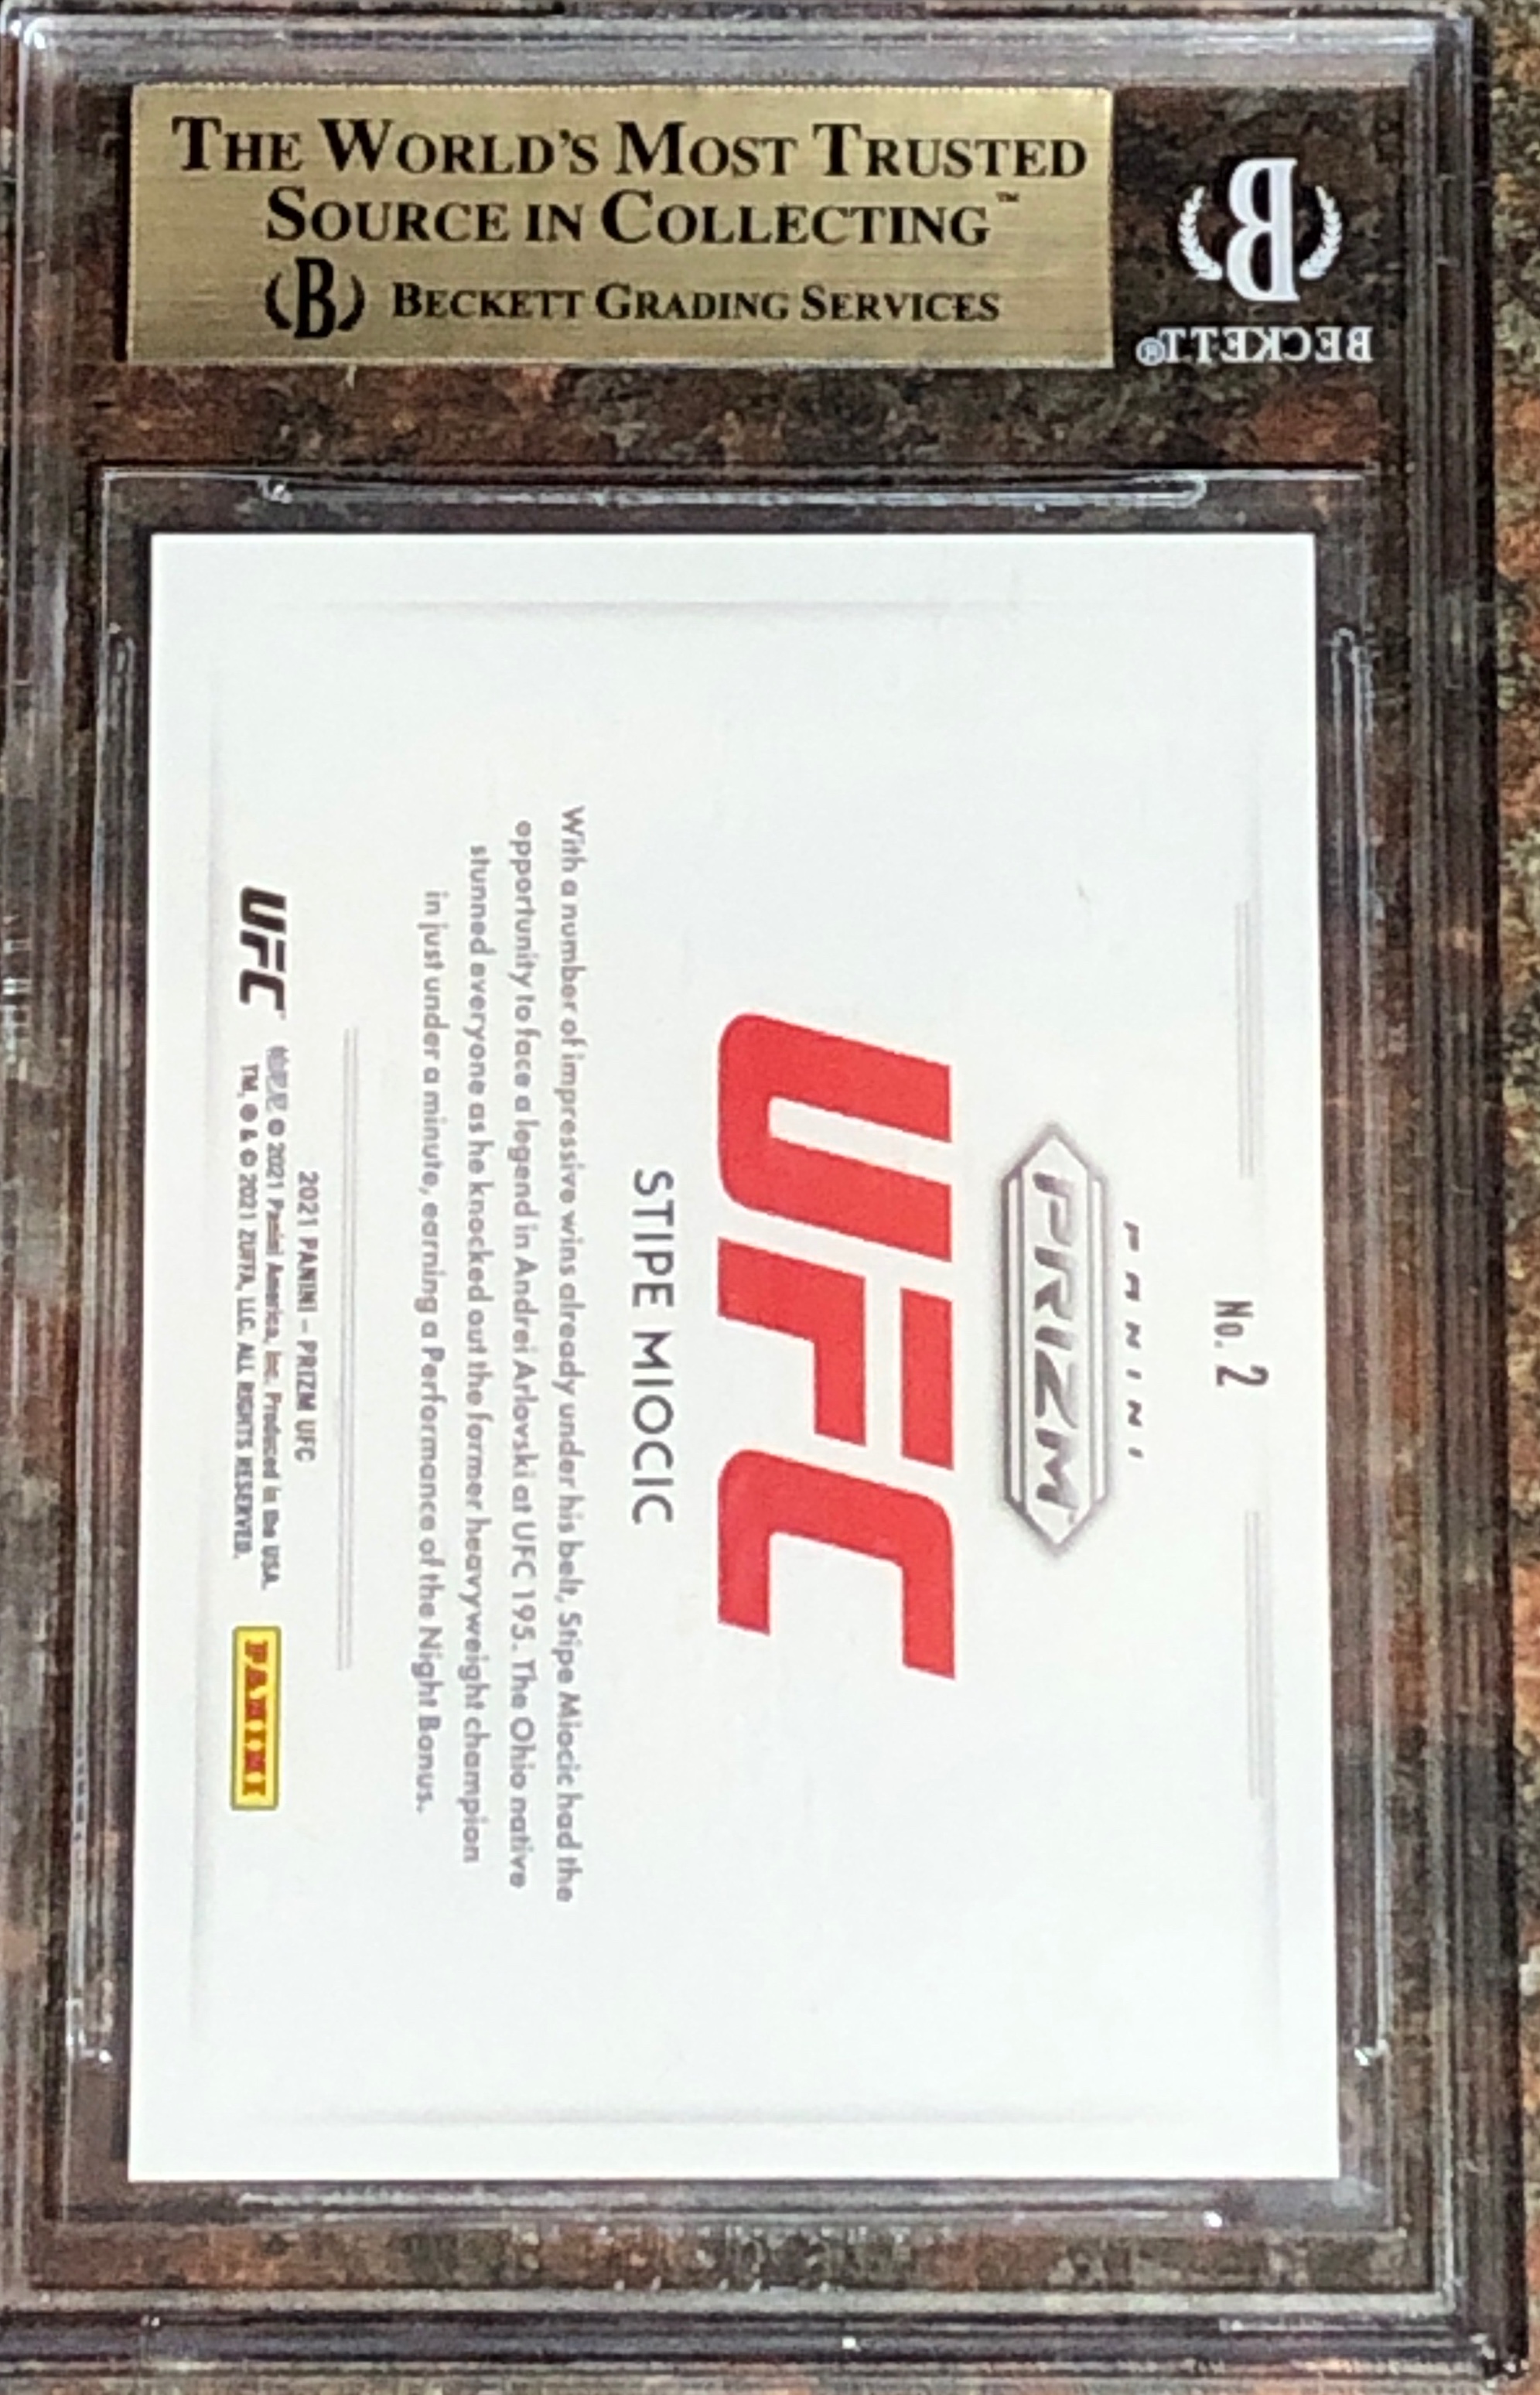 THE WORLD'S MOST TRUSTED
SOURCE IN COLLECTING™
(B) BECKETT GRADING SERVICES
B
BECKETT®
No. 2
PANINI
PRIZM
UFC
STIPE MIOCIC
With a number of impressive wins already under his belt, Stipe Miocic had the
opportunity to face a legend in Andrei Arlovski at UFC 195. The Ohio native
stunned everyone as he knocked out the former heavyweight champion
in just under a minute, earning a Performance of the Night Bonus.
2021 PANINI – PRIZM UFC
© 2021 Panini America, Inc. Produced in the USA.
TM, ® & © 2021 ZUFFA, LLC. ALL RIGHTS RESERVED.
UFC
PANINI